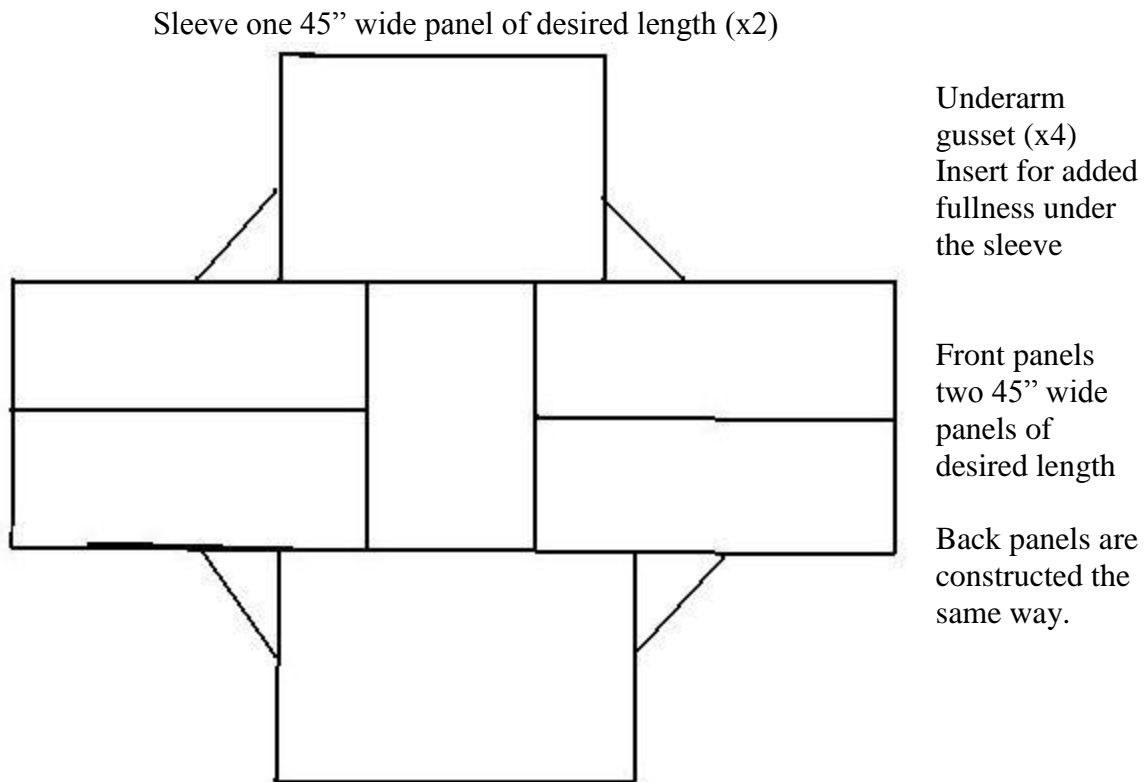 Sleeve one 45” wide panel of desired length (x2)
Underarm
gusset (x4)
Insert for added
fullness under
the sleeve
Front panels
two 45” wide
panels of
desired length
Back panels are
constructed the
same way.